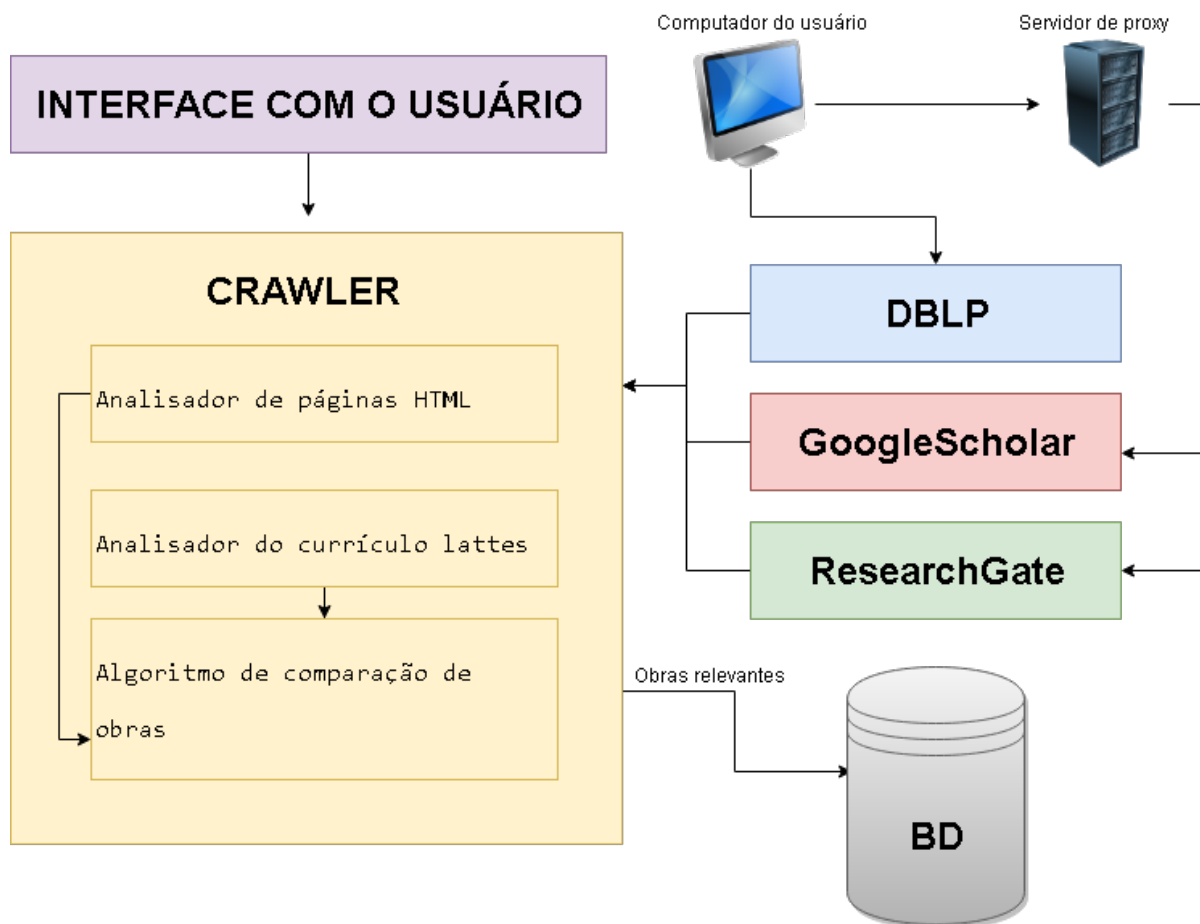 Computador do usuário
Servidor de proxy
INTERFACE COM O USUÁRIO
CRAWLER
Analisador de páginas HTML
Analisador do currículo lattes
Algoritmo de comparação de
obras
DBLP
GoogleScholar
ResearchGate
Obras relevantes
BD